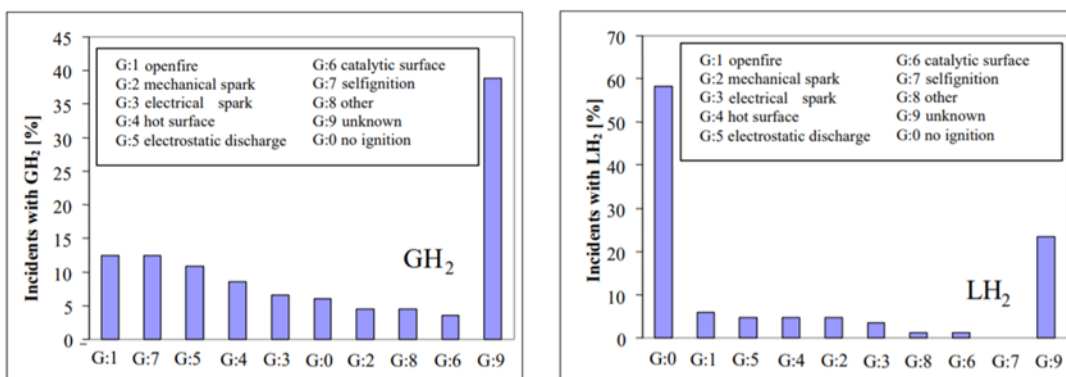 Incidents with GH₂ [%]
45
40
35
30
25
20
15
10
5
0
G:1 openfire
G:2 mechanical spark
G:3 electrical spark
G:4 hot surface
G:5 electrostatic discharge
G:6 catalytic surface
G:7 selfignition
G:8 other
G:9 unknown
G:0 no ignition
GH₂
G:1 G:7 G:5 G:4 G:3 G:0 G:2 G:8 G:6 G:9
Incidents with LH₂ [%]
70
60
50
40
30
20
10
0
G:1 openfire
G:2 mechanical spark
G:3 electrical spark
G:4 hot surface
G:5 electrostatic discharge
G:6 catalytic surface
G:7 selfignition
G:8 other
G:9 unknown
G:0 no ignition
LH₂
G:0 G:1 G:5 G:4 G:2 G:3 G:8 G:6 G:7 G:9